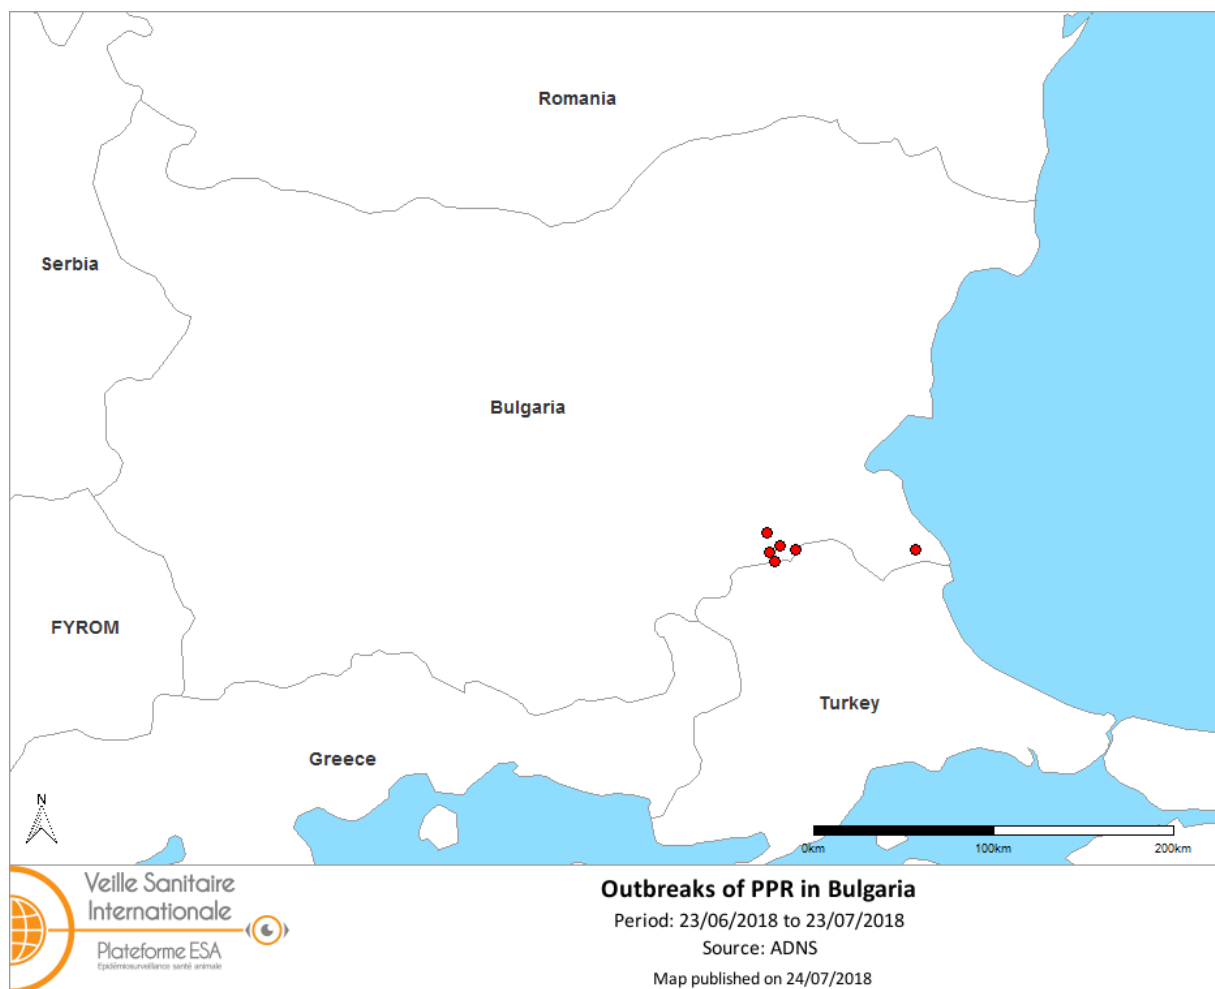 Romania
Serbia
Bulgaria
FYROM
Turkey
Greece
N
0km
100km
200km
Veille Sanitaire
Internationale
Plateforme ESA
Epidémiosurveillance santé animale
Outbreaks of PPR in Bulgaria
Period: 23/06/2018 to 23/07/2018
Source: ADNS
Map published on 24/07/2018